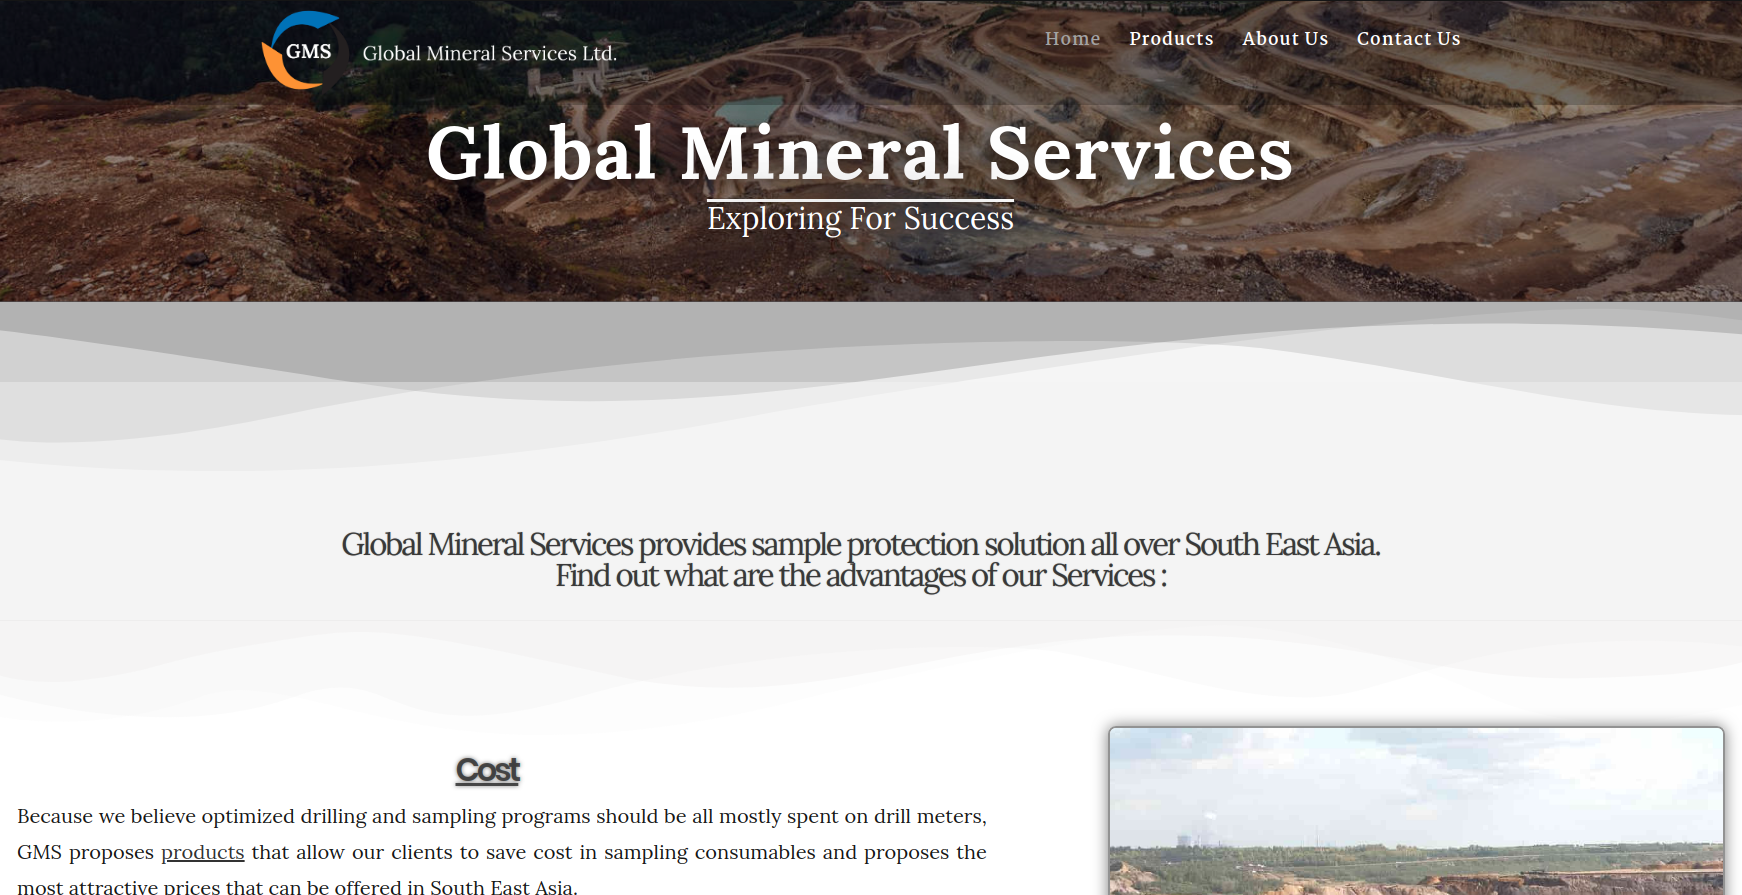 GMS
Global Mineral Services Ltd.
Home Products About Us Contact Us
Global Mineral Services
Exploring For Success
Global Mineral Services provides sample protection solution all over South East Asia.
Find out what are the advantages of our Services :
Cost
Because we believe optimized drilling and sampling programs should be all mostly spent on drill meters,
GMS proposes products that allow our clients to save cost in sampling consumables and proposes the
most attractive prices that can be offered in South East Asia.